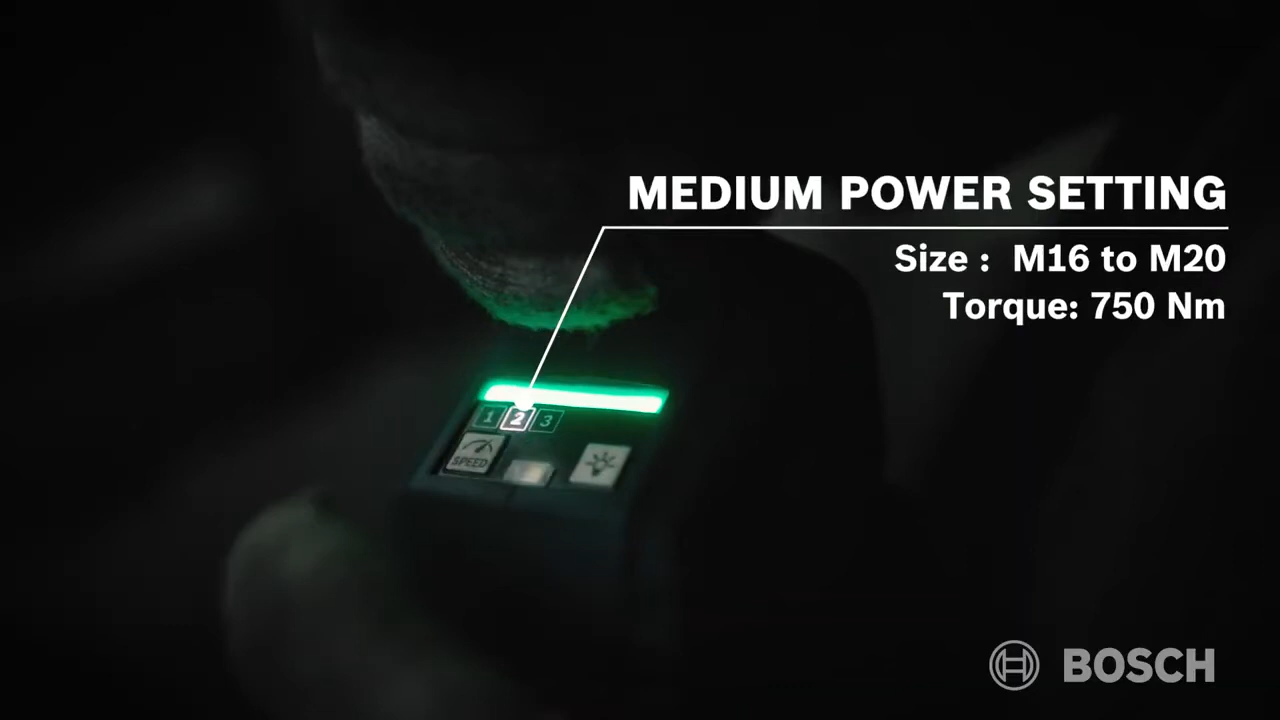 MEDIUM POWER SETTING
Size : M16 to M20
Torque: 750 Nm
1 2 3
SPEED
BOSCH